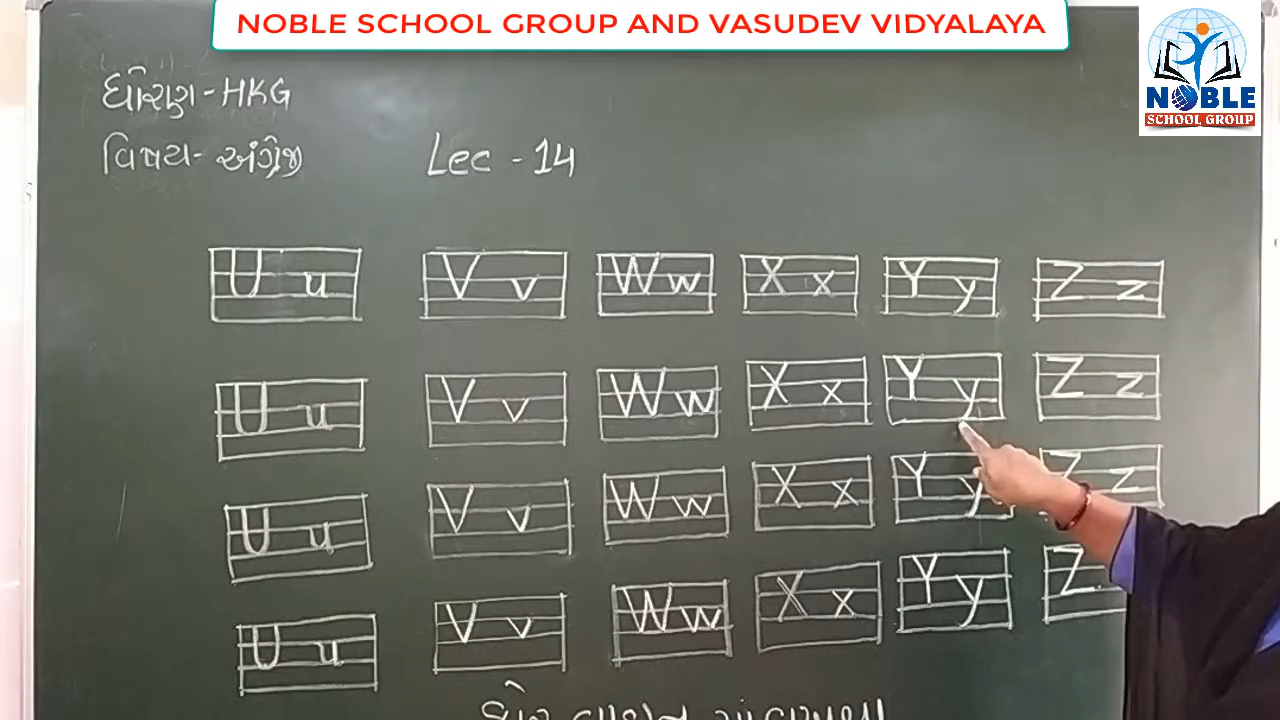 NOBLE SCHOOL GROUP AND VASUDEV VIDYALAYA
NOBLE
SCHOOL GROUP
ધોરણ - HKG
વિષય - અંગ્રેજી Lec - 14
U u V v W w X x Y y Z z
U u V v W w X x Y y Z z
U u V v W w X x Y y Z z
U u V v W w X x Y y Z